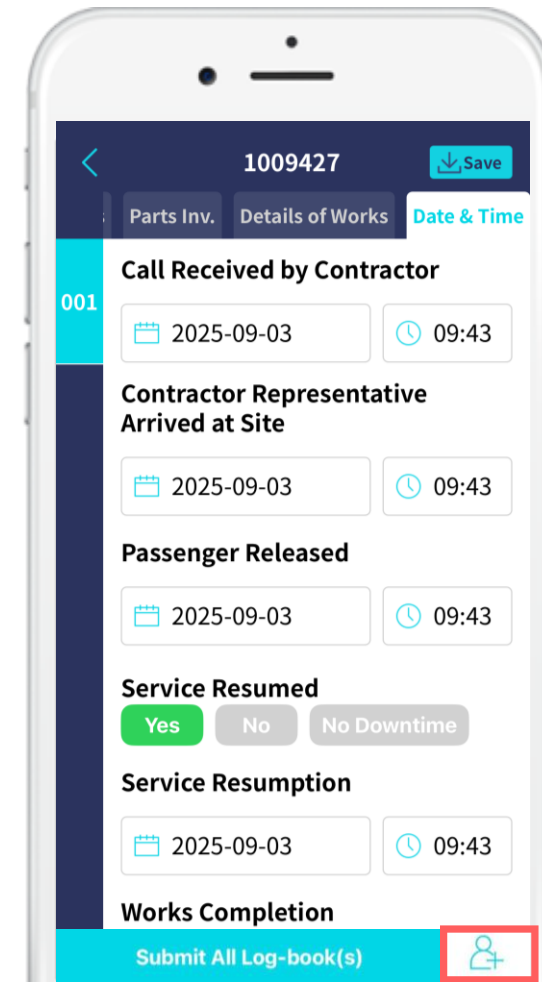 1009427
Save
Parts Inv.
Details of Works
Date & Time
001
Call Received by Contractor
2025-09-03
09:43
Contractor Representative
Arrived at Site
2025-09-03
09:43
Passenger Released
2025-09-03
09:43
Service Resumed
Yes
No
No Downtime
Service Resumption
2025-09-03
09:43
Works Completion
Submit All Log-book(s)